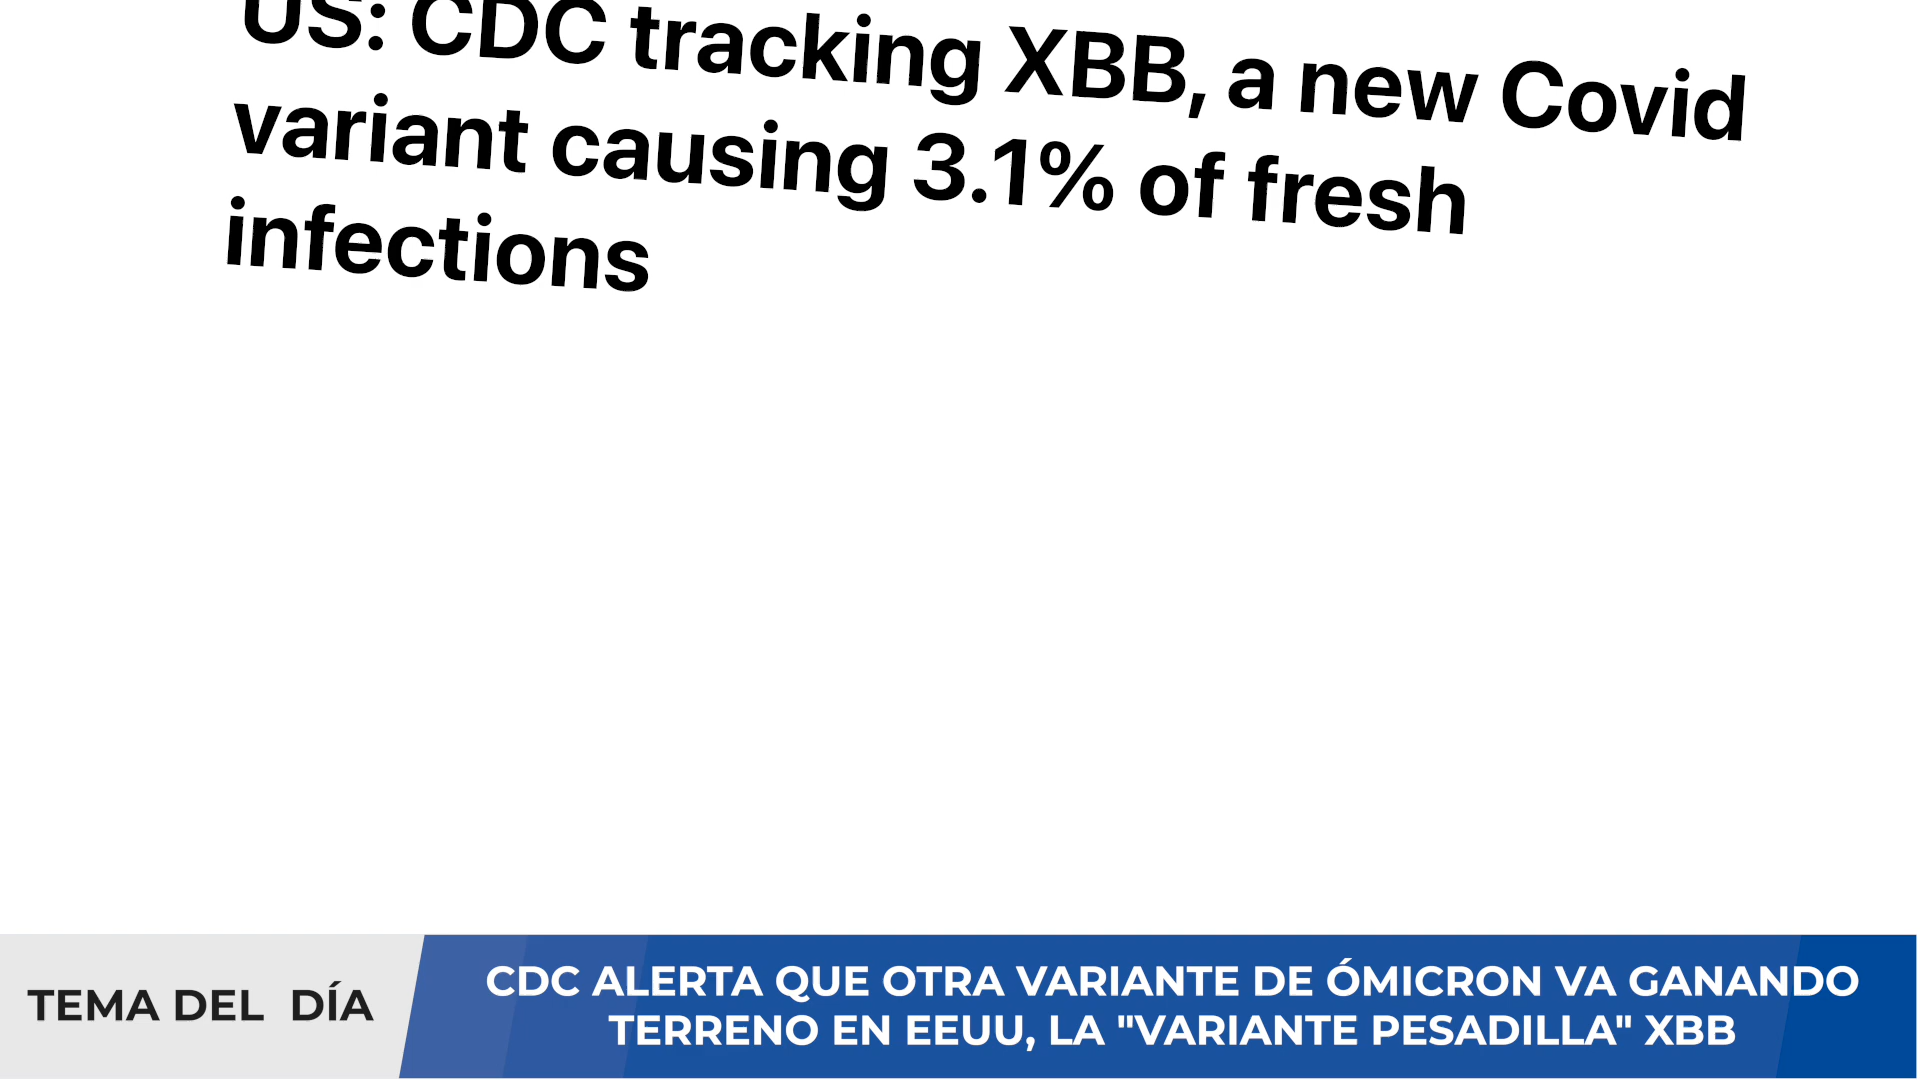 US: CDC tracking XBB, a new Covid
variant causing 3.1% of fresh
infections
TEMA DEL DÍA
CDC ALERTA QUE OTRA VARIANTE DE ÓMICRON VA GANANDO
TERRENO EN EEUU, LA "VARIANTE PESADILLA" XBB